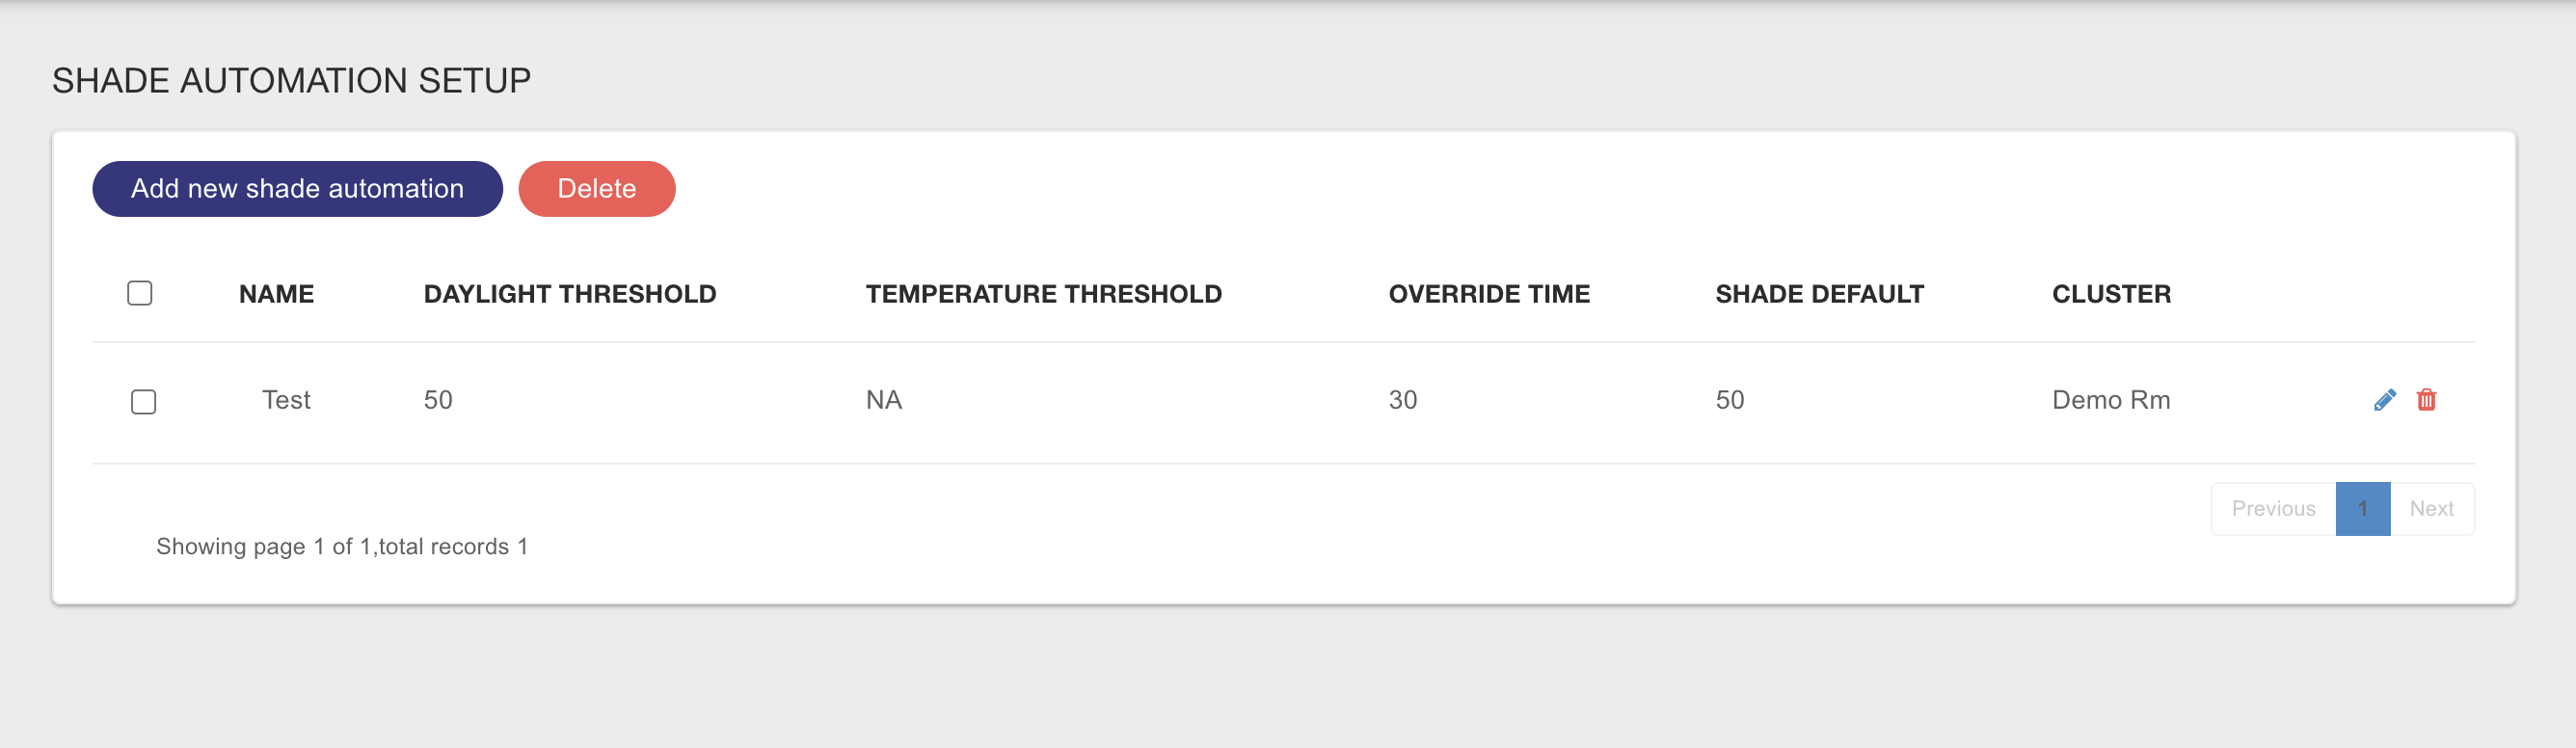 SHADE AUTOMATION SETUP
Add new shade automation Delete
NAME DAYLIGHT THRESHOLD TEMPERATURE THRESHOLD OVERRIDE TIME SHADE DEFAULT CLUSTER
Test 50 NA 30 50 Demo Rm
Previous 1 Next
Showing page 1 of 1,total records 1